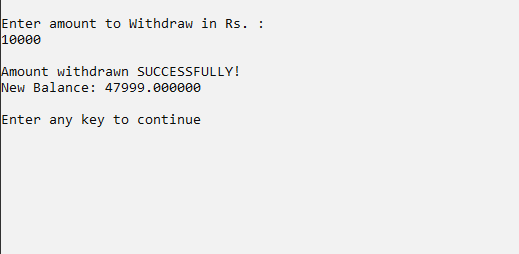 Enter amount to Withdraw in Rs. :
10000
Amount withdrawn SUCCESSFULLY!
New Balance: 47999.000000
Enter any key to continue